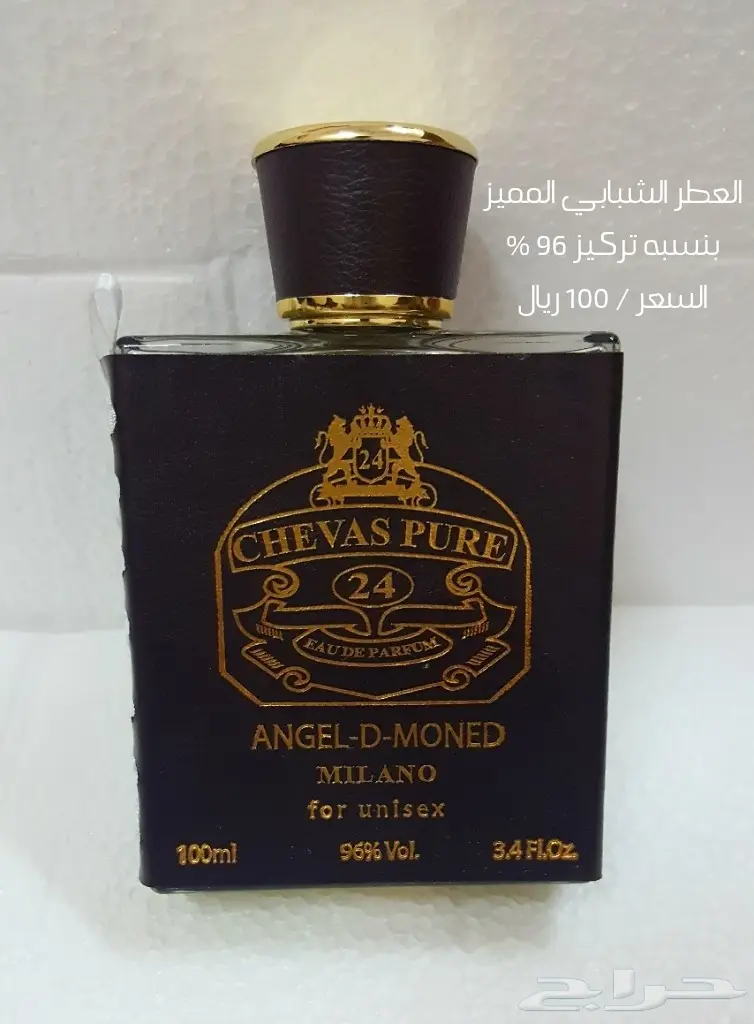 العطر الشبابي المميز
بنسبه تركيز 96 %
السعر / 100 ريال
24
CHEVAS PURE
24
EAU DE PARFUM
ANGEL-D-MONED
MILANO
for unisex
100ml 96% Vol. 3.4 Fl.Oz.
حراج